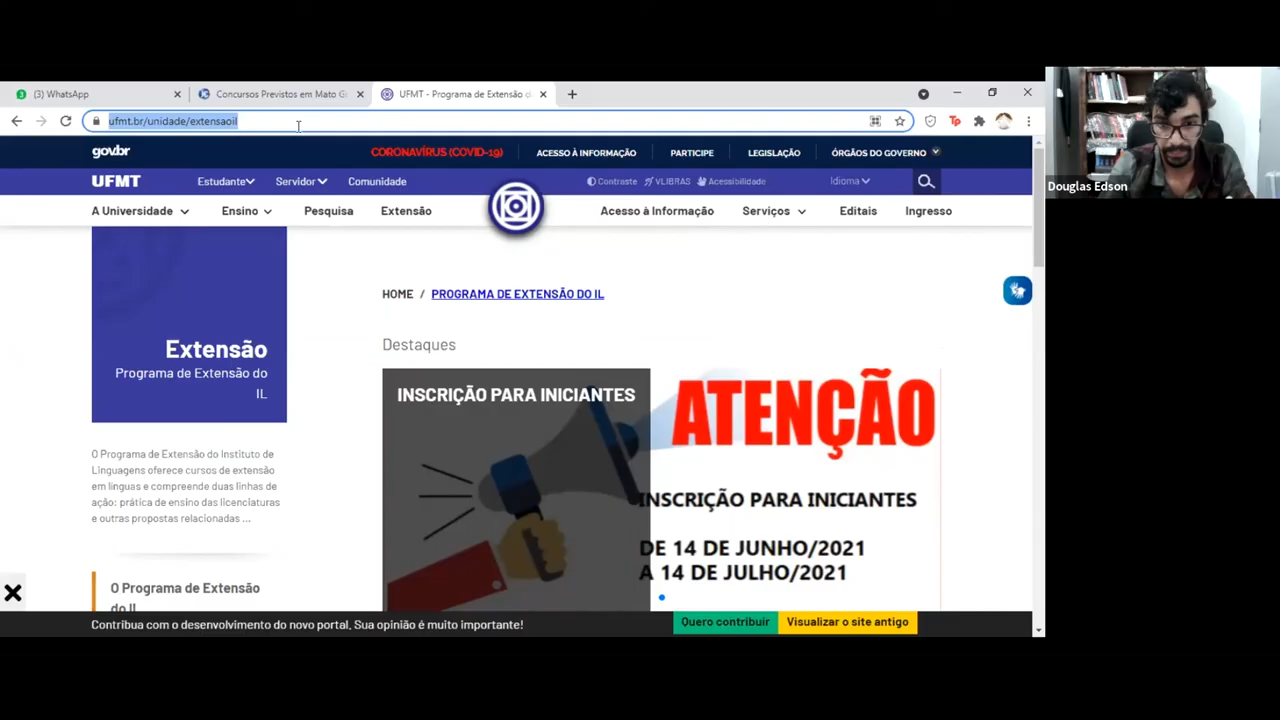 (3) WhatsApp
Concursos Previstos em Mato G
UFMT - Programa de Extensão d
ufmt.br/unidade/extensaoil
Tp
gov.br
CORONAVÍRUS (COVID-19)
ACESSO À INFORMAÇÃO
PARTICIPE
LEGISLAÇÃO
ÓRGÃOS DO GOVERNO
UFMT
Estudante
Servidor
Comunidade
Contraste
VLIBRAS
Acessibilidade
Idioma
A Universidade
Ensino
Pesquisa
Extensão
Acesso à Informação
Serviços
Editais
Ingresso
Extensão
Programa de Extensão do
IL
HOME / PROGRAMA DE EXTENSÃO DO IL
Destaques
INSCRIÇÃO PARA INICIANTES
ATENÇÃO
INSCRIÇÃO PARA INICIANTES
DE 14 DE JUNHO/2021
A 14 DE JULHO/2021
O Programa de Extensão do Instituto de
Linguagens oferece cursos de extensão
em línguas e compreende duas linhas de
ação: prática de ensino das licenciaturas
e outras propostas relacionadas ...
O Programa de Extensão
do IL
Contribua com o desenvolvimento do novo portal. Sua opinião é muito importante!
Quero contribuir
Visualizar o site antigo
Douglas Edson